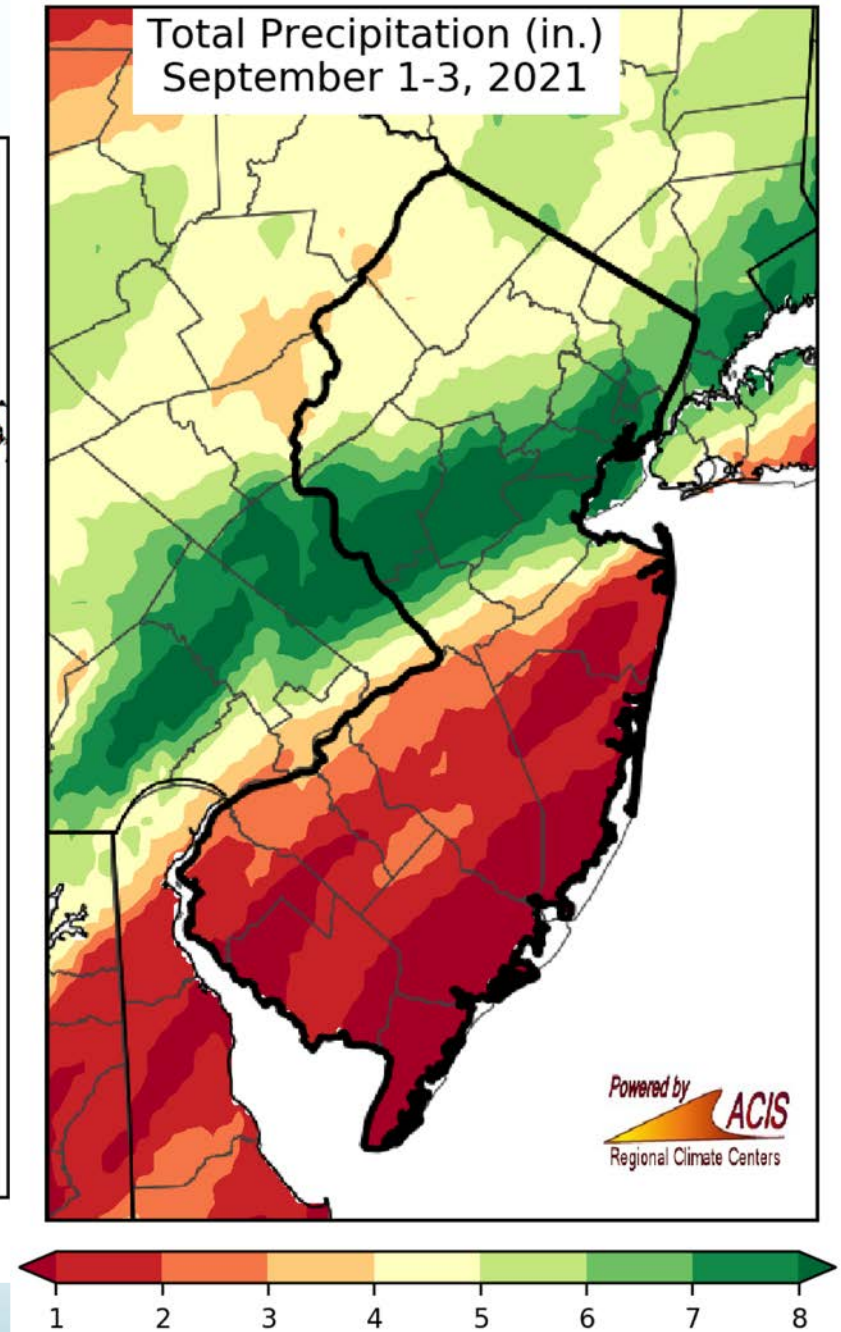 Total Precipitation (in.)
September 1-3, 2021
Powered by
ACIS
Regional Climate Centers
1 2 3 4 5 6 7 8